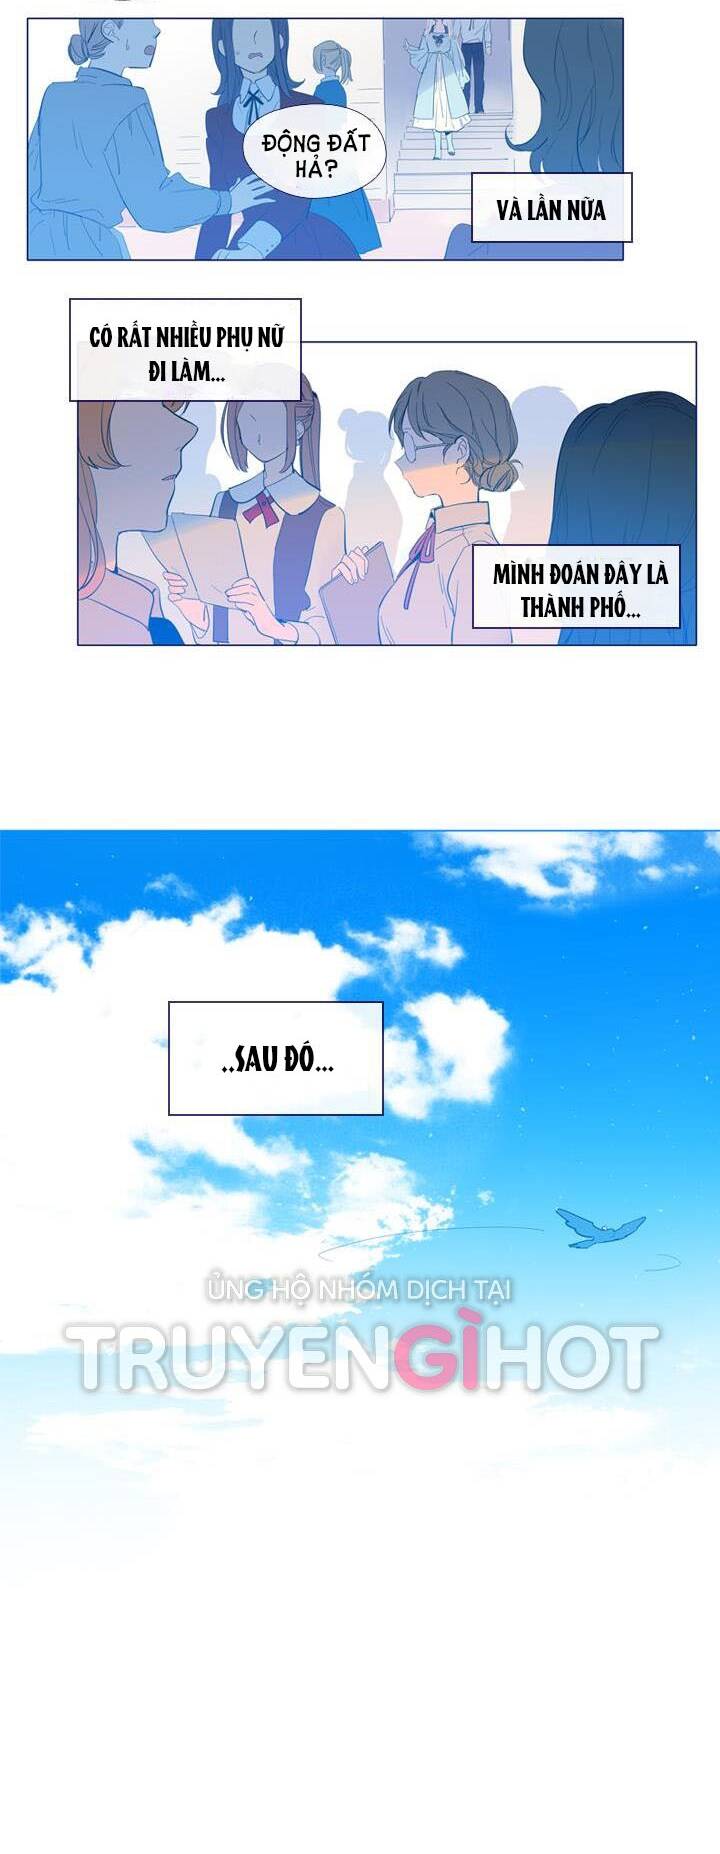 ĐỘNG ĐẤT
HẢ?
VÀ LẦN NỮA
CÓ RẤT NHIỀU PHỤ NỮ
ĐI LÀM...
MÌNH ĐOÁN ĐÂY LÀ
THÀNH PHỐ...
..SAU ĐÓ...
ỦNG HỘ NHÓM DỊCH TẠI
TRUYENGÌHOT